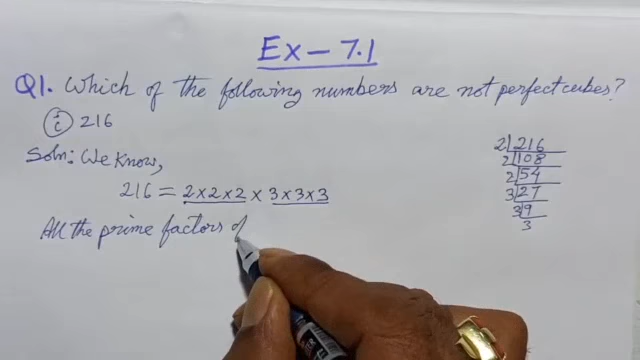 Ex – 7.1
Q1. Which of the following numbers are not perfect cubes?
(i) 216
Soln: We Know,
216 = 2×2×2 × 3×3×3
All the prime factors of
2 | 216
2 | 108
2 | 54
3 | 27
3 | 9
3